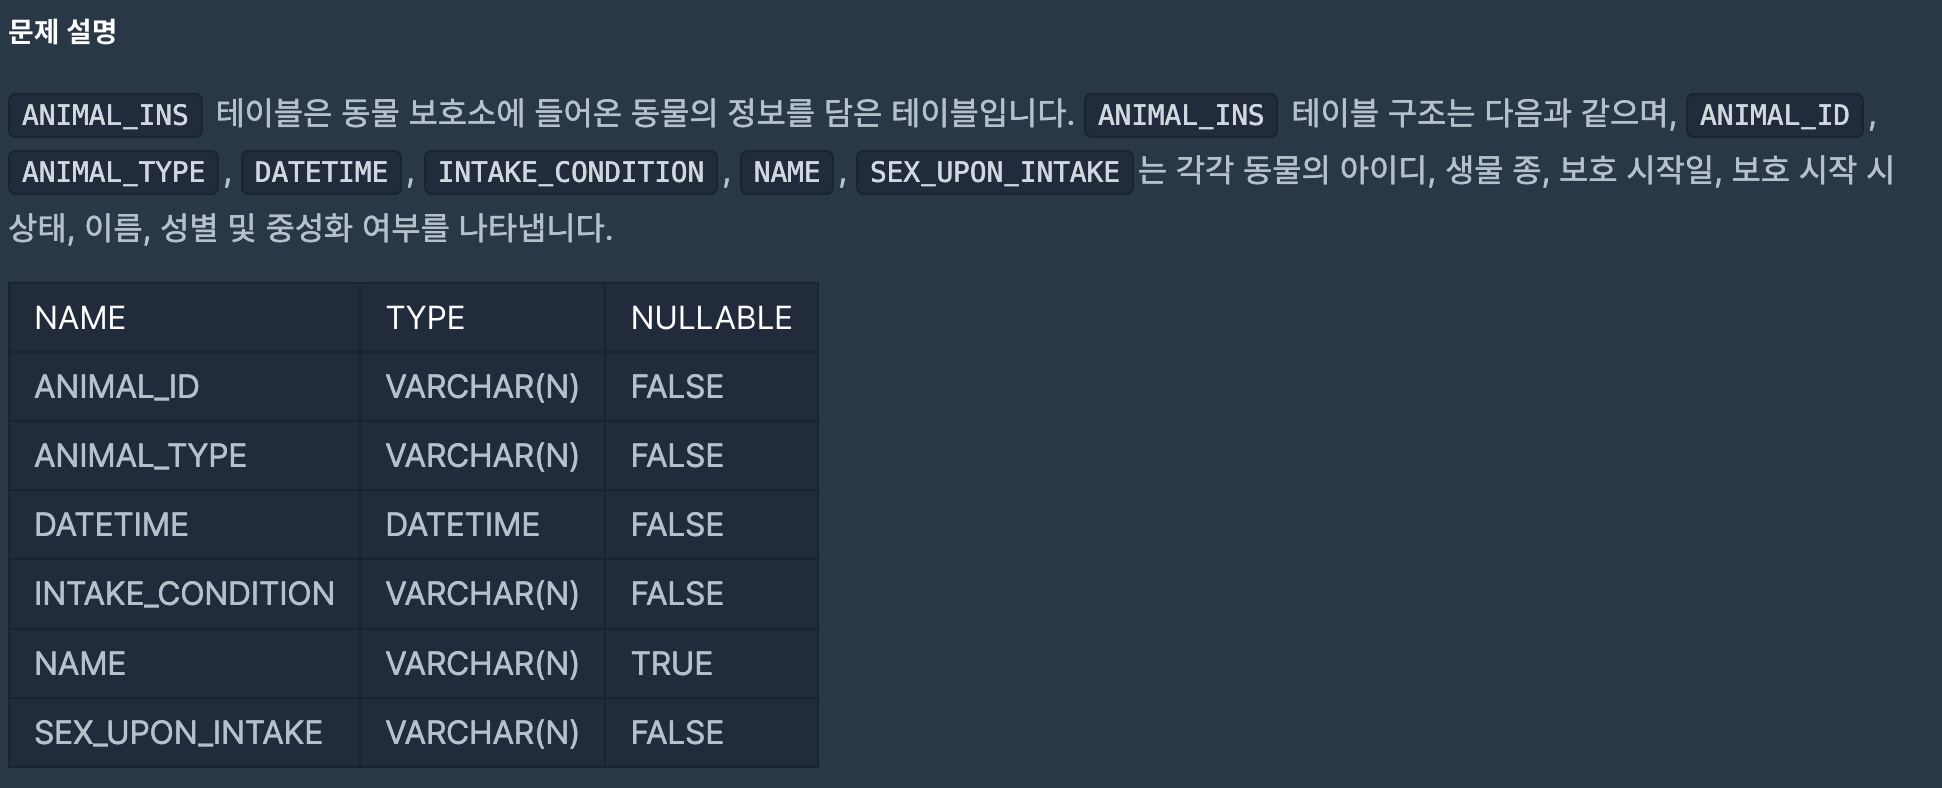 문제 설명
ANIMAL_INS 테이블은 동물 보호소에 들어온 동물의 정보를 담은 테이블입니다. ANIMAL_INS 테이블 구조는 다음과 같으며, ANIMAL_ID ,
ANIMAL_TYPE , DATETIME , INTAKE_CONDITION , NAME , SEX_UPON_INTAKE 는 각각 동물의 아이디, 생물 종, 보호 시작일, 보호 시작 시
상태, 이름, 성별 및 중성화 여부를 나타냅니다.
NAME TYPE NULLABLE
ANIMAL_ID VARCHAR(N) FALSE
ANIMAL_TYPE VARCHAR(N) FALSE
DATETIME DATETIME FALSE
INTAKE_CONDITION VARCHAR(N) FALSE
NAME VARCHAR(N) TRUE
SEX_UPON_INTAKE VARCHAR(N) FALSE